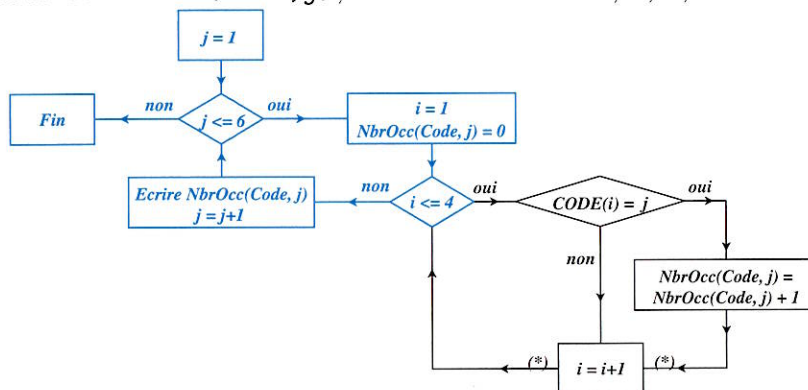 j = 1
Fin
non
j <= 6
oui
i = 1
NbrOcc(Code, j) = 0
Ecrire NbrOcc(Code, j)
j = j+1
non
i <= 4
oui
CODE(i) = j
oui
non
NbrOcc(Code, j) =
NbrOcc(Code, j) + 1
(*)
i = i+1
(*)